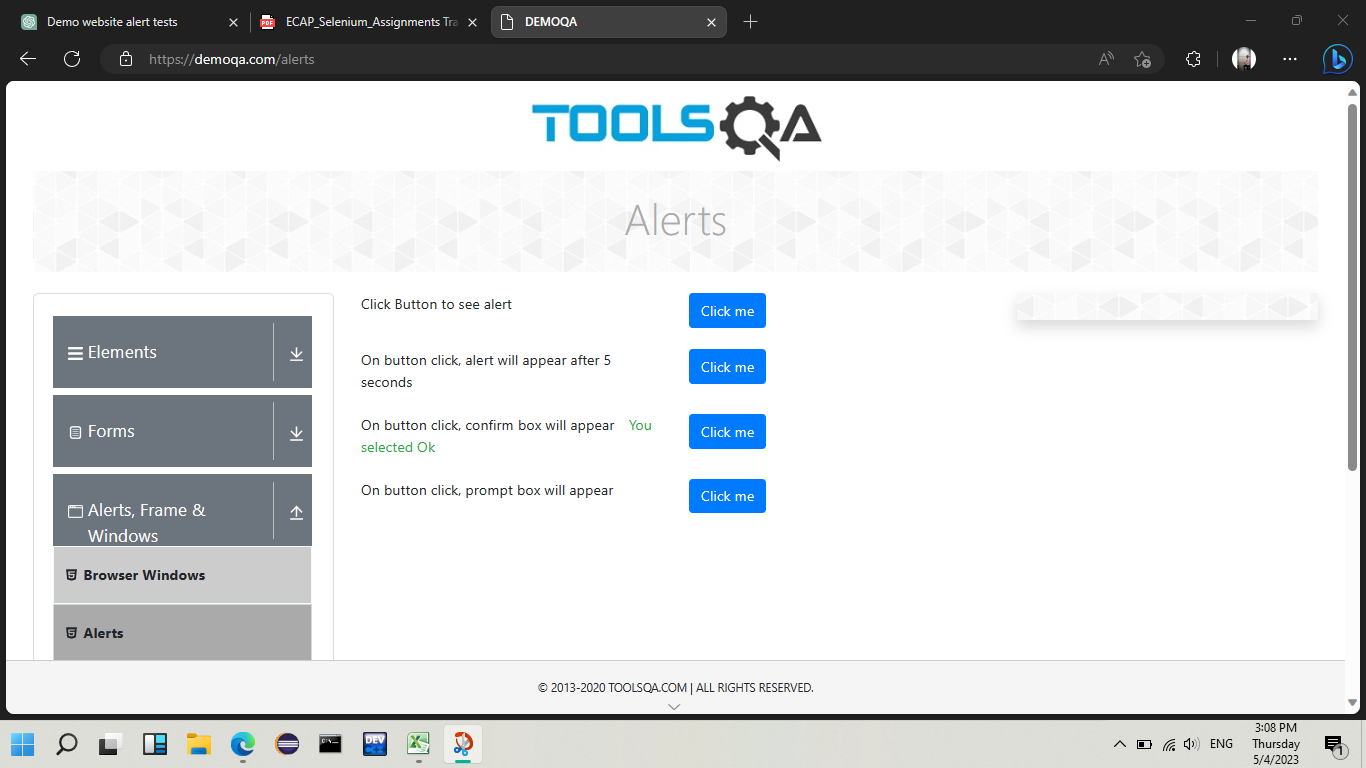 Demo website alert tests
ECAP_Selenium_Assignments Tra
DEMOQA
https://demoqa.com/alerts
TOOLSQA
Alerts
Elements
Forms
Alerts, Frame &
Windows
Browser Windows
Alerts
Click Button to see alert
Click me
On button click, alert will appear after 5
seconds
Click me
On button click, confirm box will appear You
selected Ok
Click me
On button click, prompt box will appear
Click me
© 2013-2020 TOOLSQA.COM | ALL RIGHTS RESERVED.
DEV
ENG
3:08 PM
Thursday
5/4/2023
1